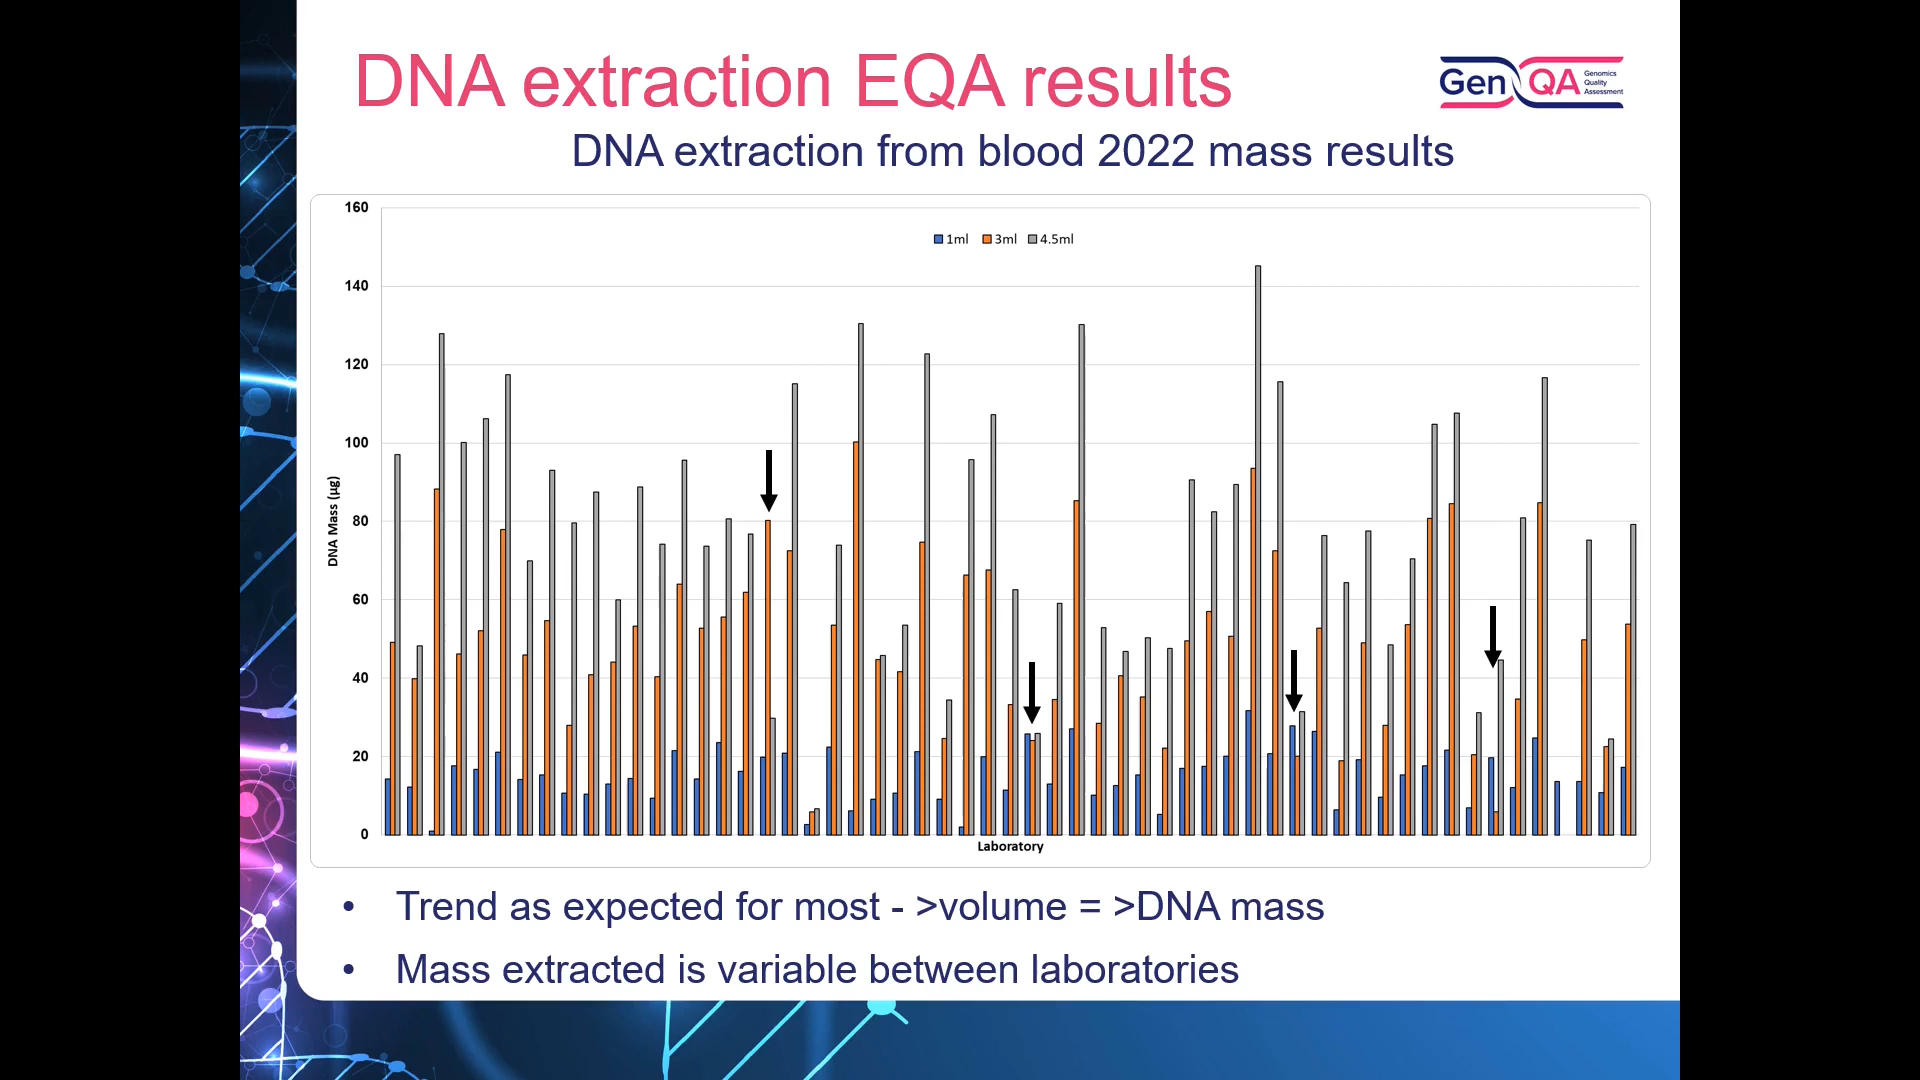 DNA extraction EQA results
Gen QA Genomics
Quality
Assessment
DNA extraction from blood 2022 mass results
160
1ml 3ml 4.5ml
140
120
100
80
60
40
20
0
DNA Mass (µg)
Laboratory
• Trend as expected for most - >volume = >DNA mass
• Mass extracted is variable between laboratories